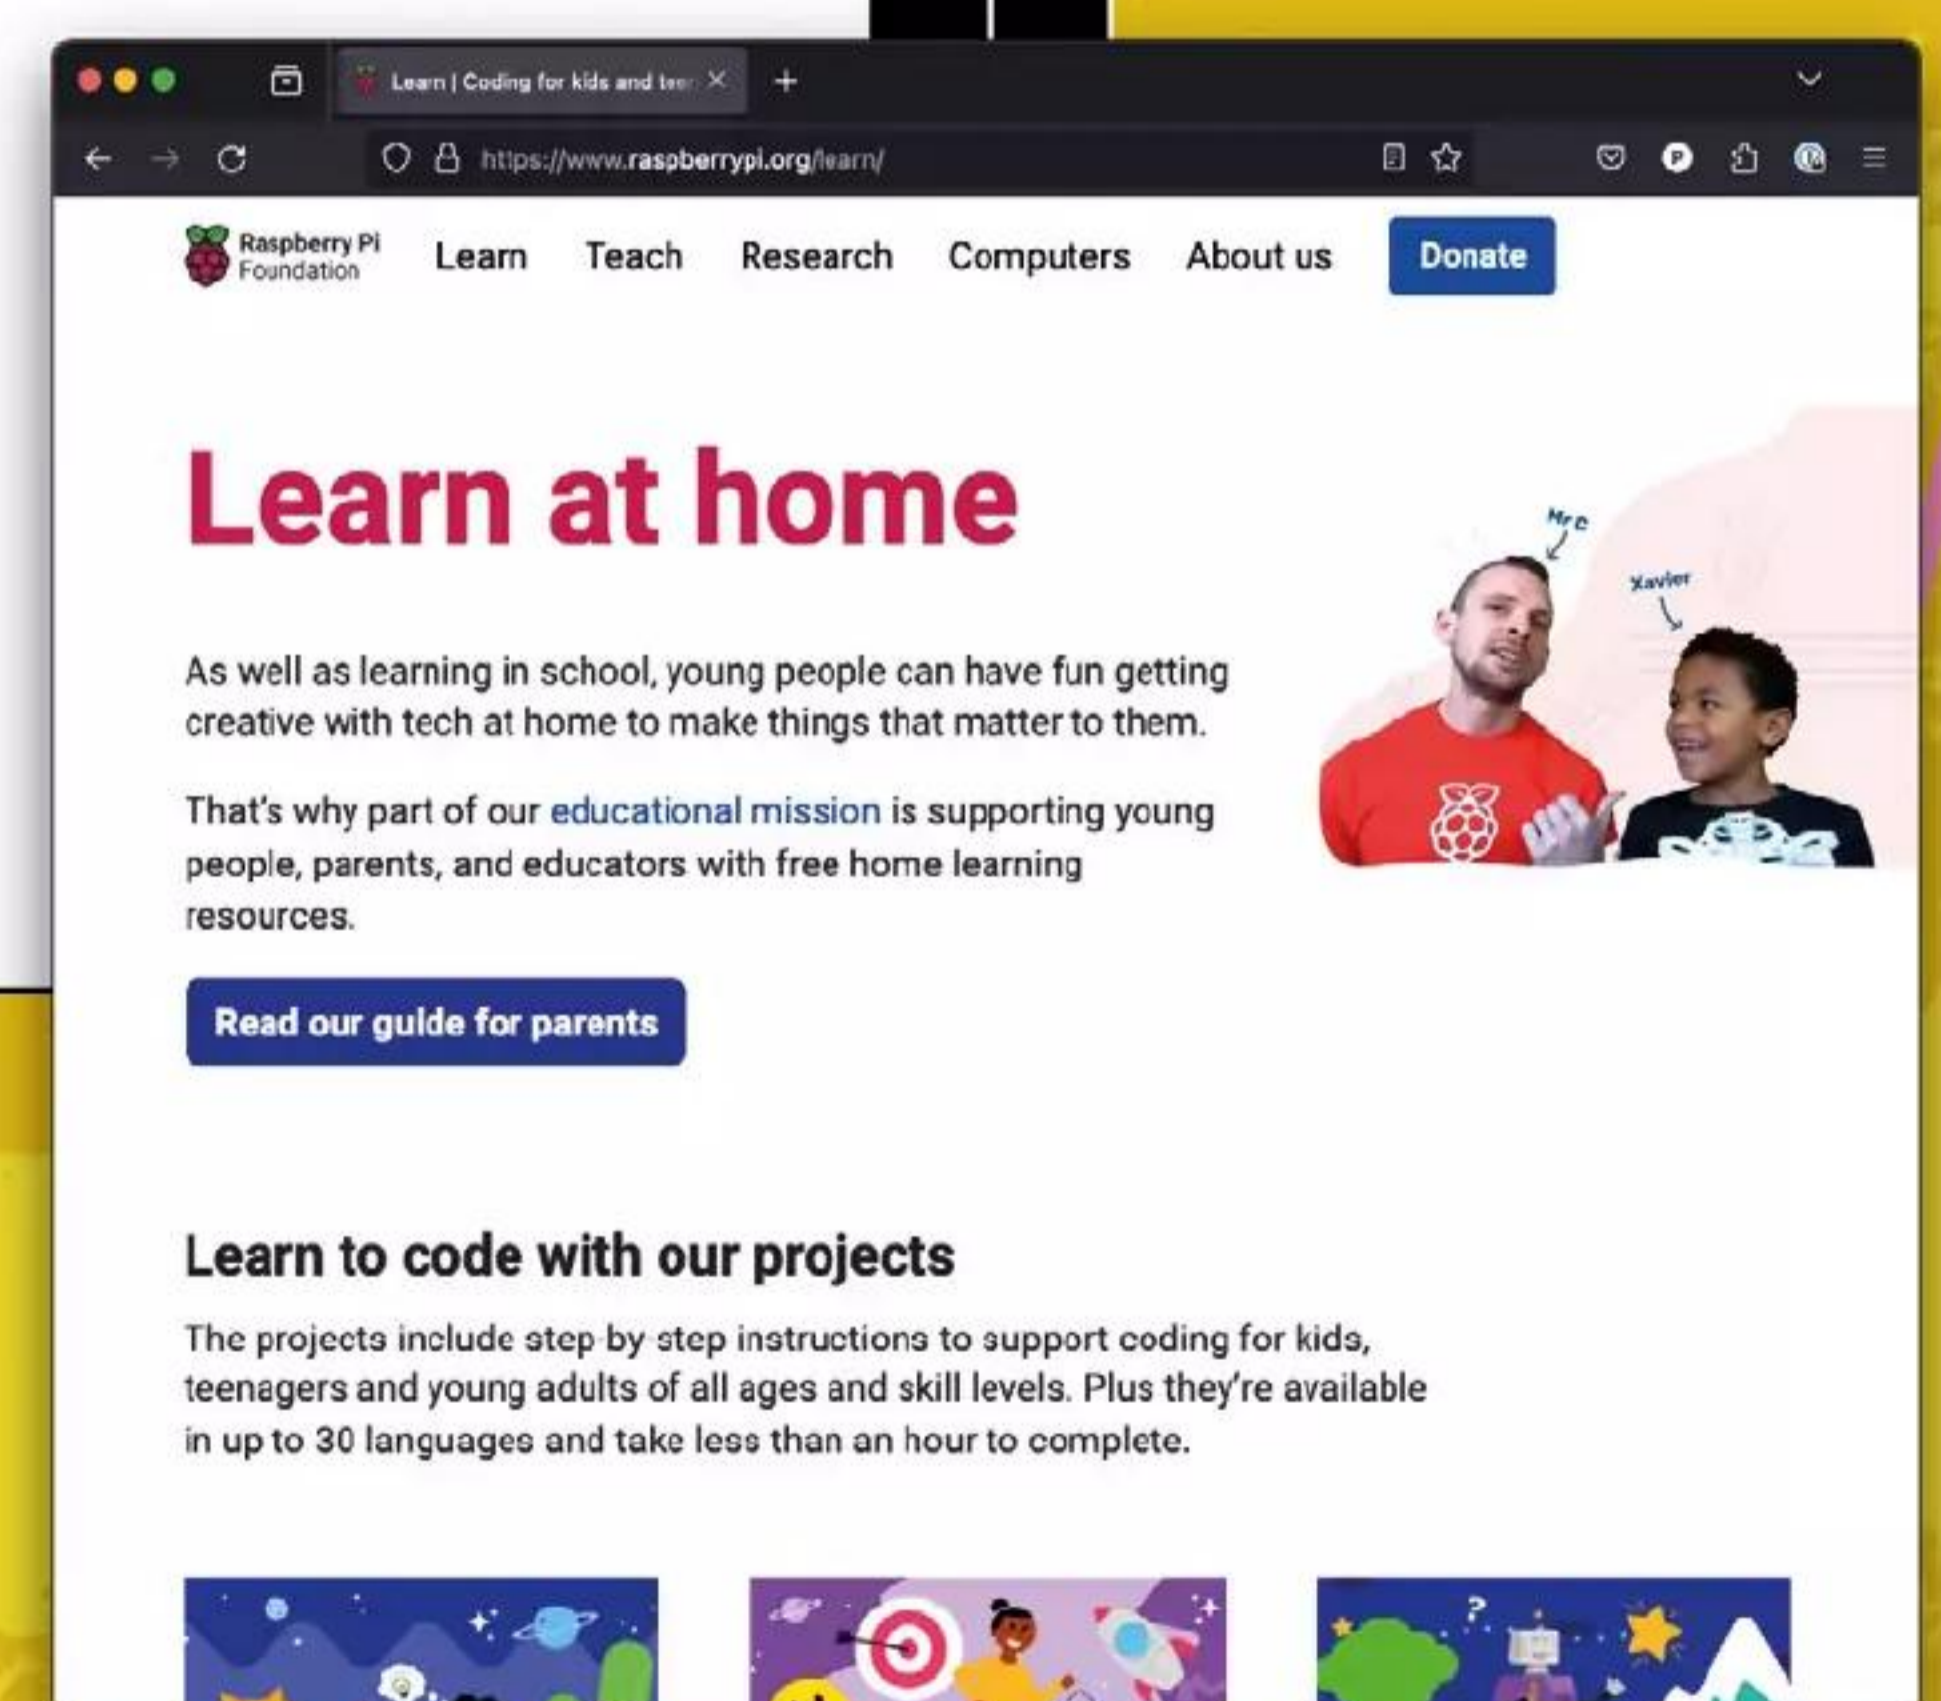 Learn | Coding for kids and teen
https://www.raspberrypi.org/learn/
Raspberry Pi
Foundation
Learn Teach Research Computers About us Donate
Learn at home
Mr C
Xavier
As well as learning in school, young people can have fun getting
creative with tech at home to make things that matter to them.
That's why part of our educational mission is supporting young
people, parents, and educators with free home learning
resources.
Read our guide for parents
Learn to code with our projects
The projects include step-by-step instructions to support coding for kids,
teenagers and young adults of all ages and skill levels. Plus they're available
in up to 30 languages and take less than an hour to complete.
?